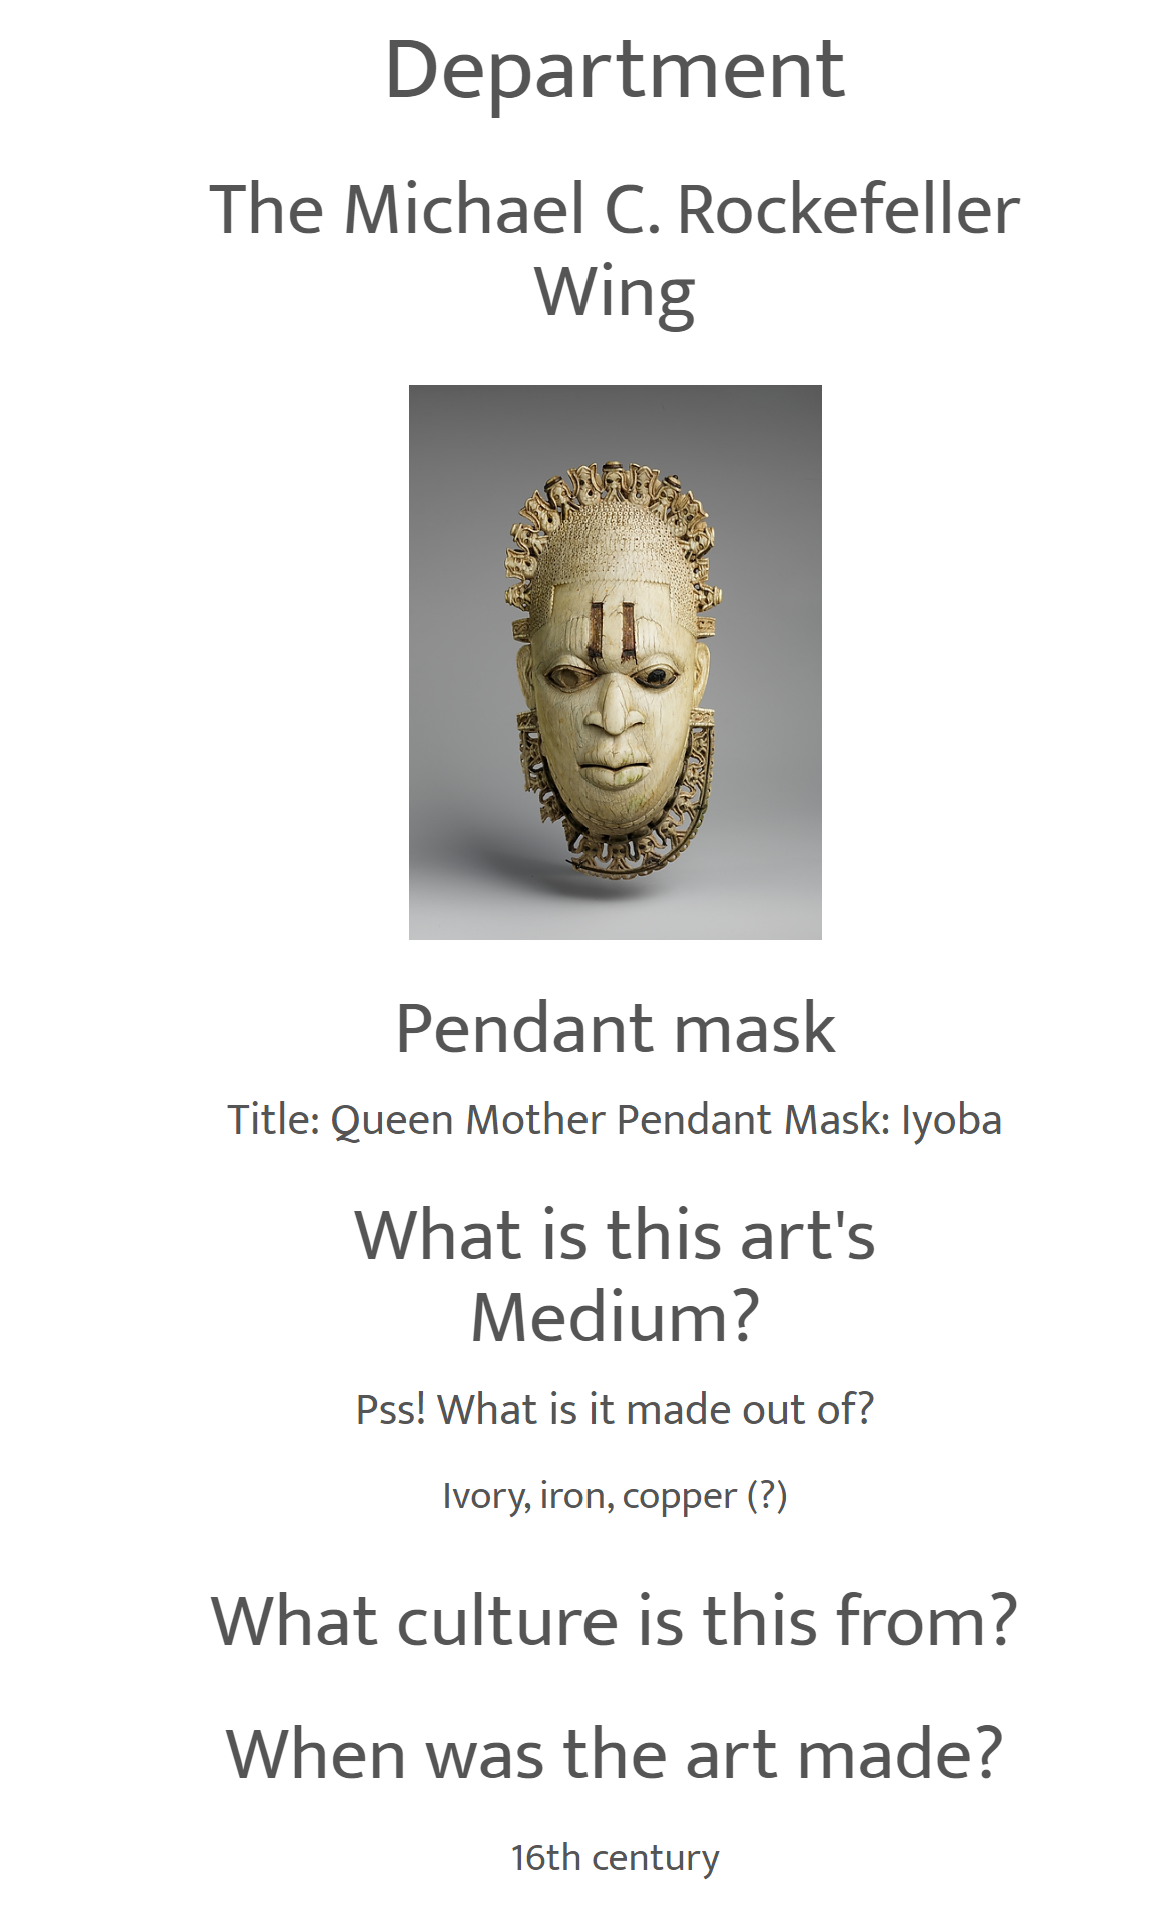 Department
The Michael C. Rockefeller
Wing
Pendant mask
Title: Queen Mother Pendant Mask: Iyoba
What is this art's
Medium?
Pss! What is it made out of?
Ivory, iron, copper (?)
What culture is this from?
When was the art made?
16th century